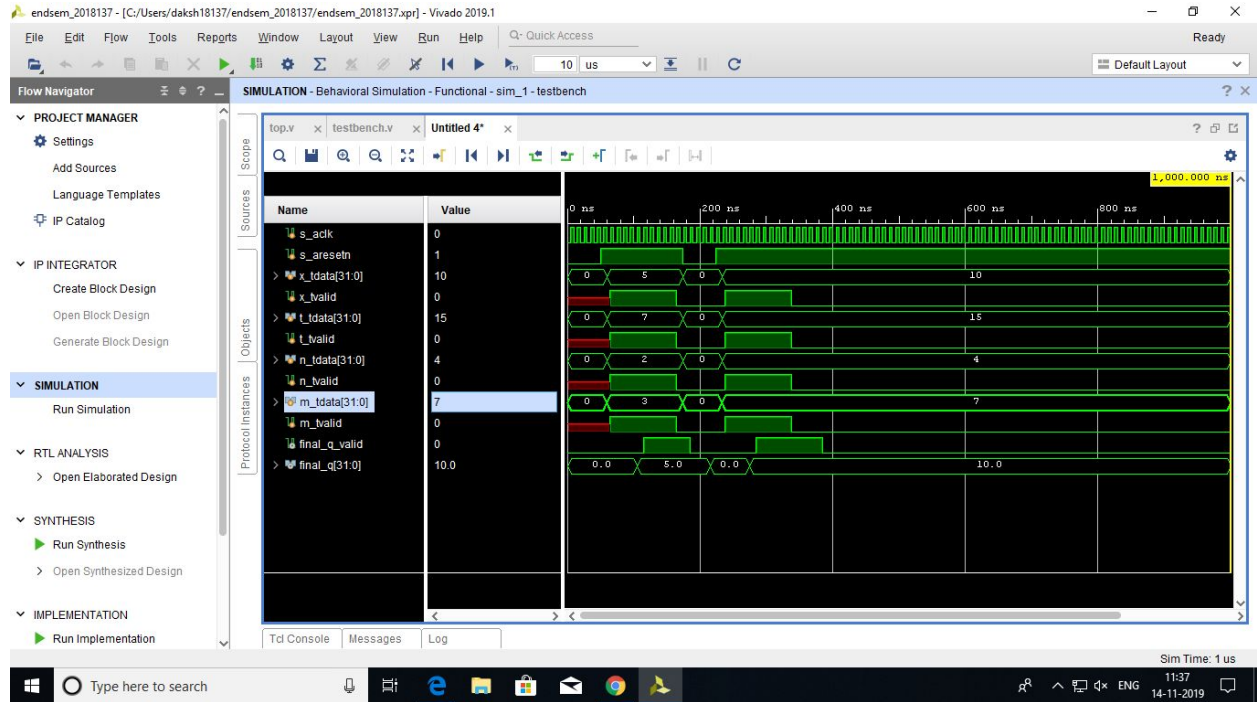 endsem_2018137 - [C:/Users/daksh18137/endsem_2018137/endsem_2018137.xpr] - Vivado 2019.1
File Edit Flow Tools Reports Window Layout View Run Help Q- Quick Access Ready
10 us Default Layout
Flow Navigator
SIMULATION - Behavioral Simulation - Functional - sim_1 - testbench
PROJECT MANAGER
Settings
Add Sources
Language Templates
IP Catalog
IP INTEGRATOR
Create Block Design
Open Block Design
Generate Block Design
SIMULATION
Run Simulation
RTL ANALYSIS
Open Elaborated Design
SYNTHESIS
Run Synthesis
Open Synthesized Design
IMPLEMENTATION
Run Implementation
Scope
Sources
Objects
Protocol Instances
top.v testbench.v Untitled 4*
1,000.000 ns
Name Value 0 ns 200 ns 400 ns 600 ns 800 ns
s_aclk 0
s_aresetn 1
x_tdata[31:0] 10 0 5 0 10
x_tvalid 0
t_tdata[31:0] 15 0 7 0 15
t_tvalid 0
n_tdata[31:0] 4 0 2 0 4
n_tvalid 0
m_tdata[31:0] 7 0 3 0 7
m_tvalid 0
final_q_valid 0
final_q[31:0] 10.0 0.0 5.0 0.0 10.0
Tcl Console Messages Log
Sim Time: 1 us
Type here to search
ENG
11:37
14-11-2019